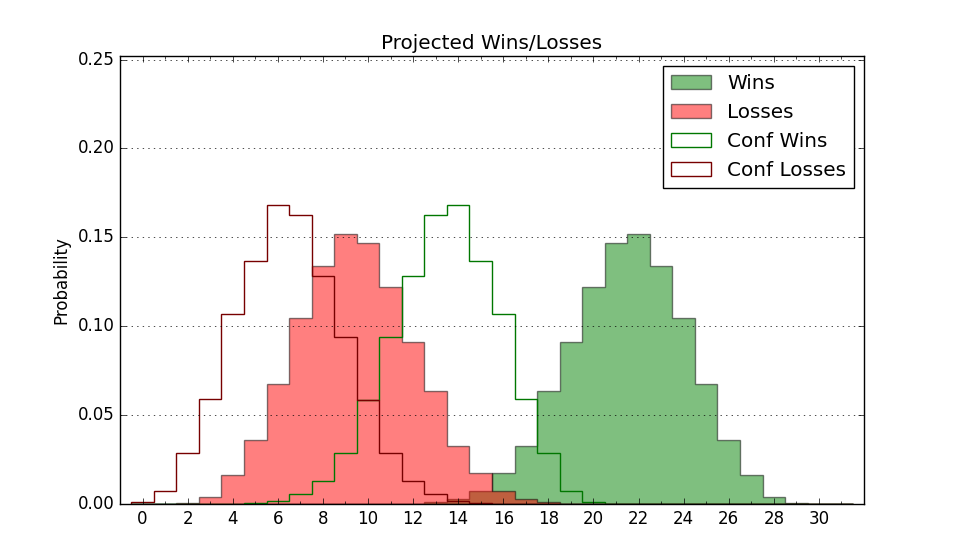 Projected Wins/Losses
0.25
0.20
0.15
0.10
0.05
0.00
Probability
Wins
Losses
Conf Wins
Conf Losses
0 2 4 6 8 10 12 14 16 18 20 22 24 26 28 30